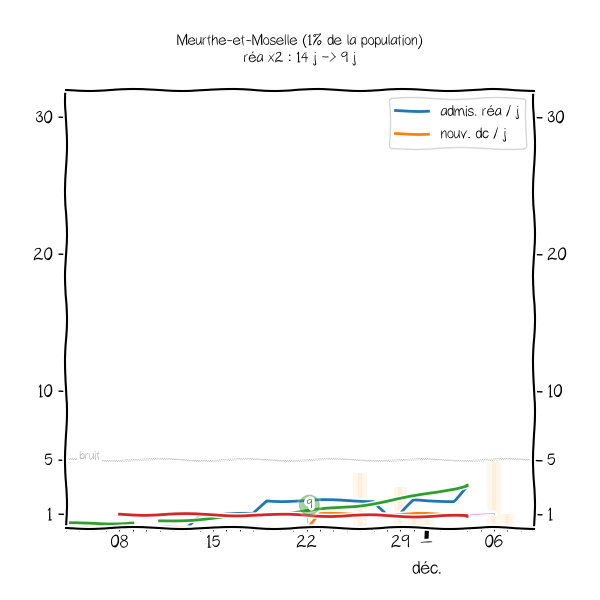 Meurthe-et-Moselle (1% de la population)
réa x2 : 14 j -> 9 j
admis. réa / j
nouv. dc / j
30
30
20
20
10
10
5
bruit
5
9
1
1
08
15
22
29
06
déc.